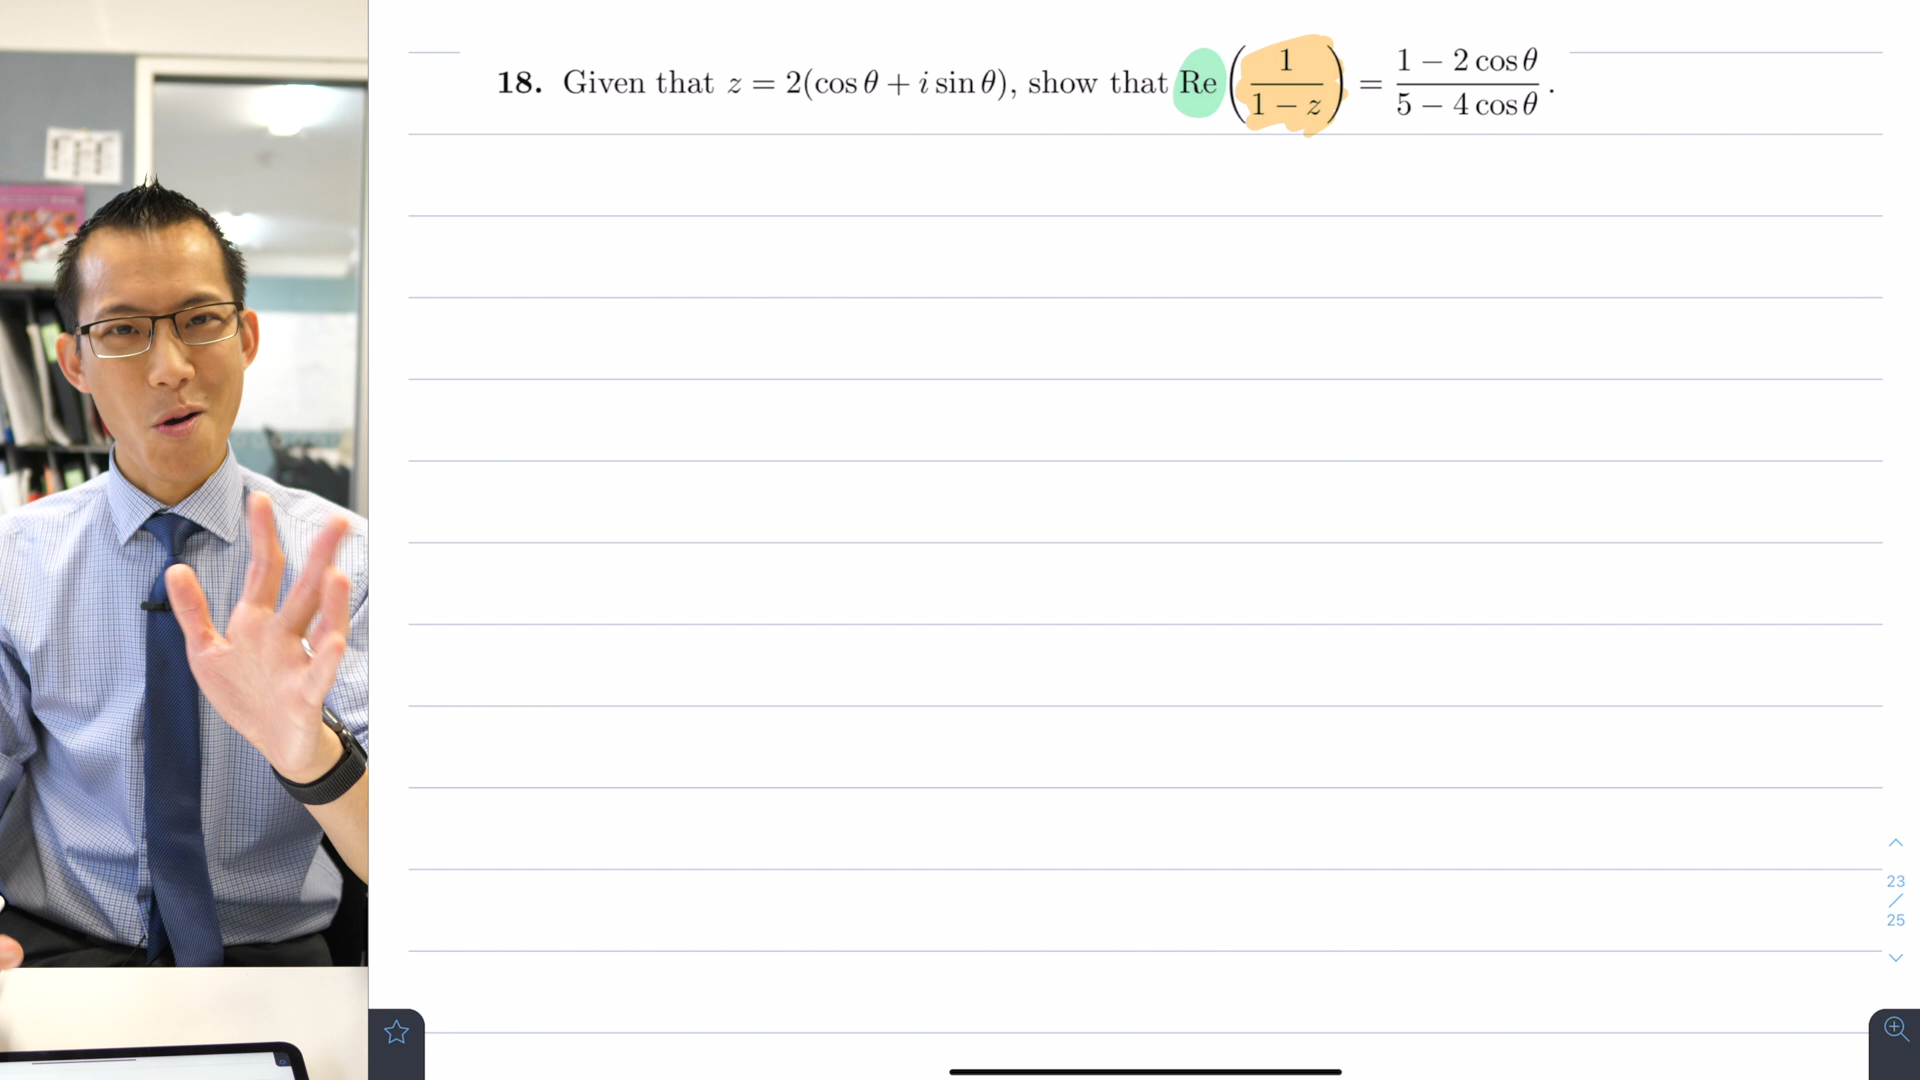 18. Given that z = 2(cos θ + i sin θ), show that Re(1/(1 − z)) = (1 − 2 cos θ)/(5 − 4 cos θ).
23
/
25